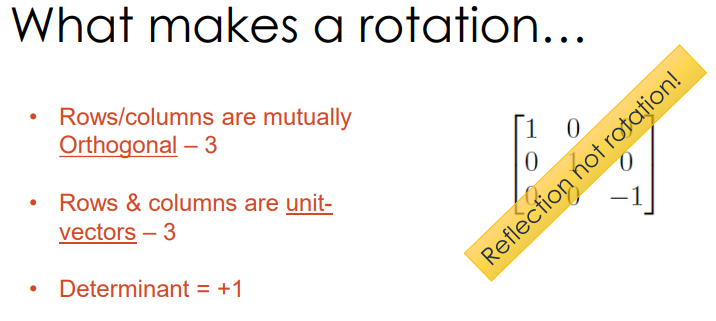 What makes a rotation...
• Rows/columns are mutually
Orthogonal – 3
• Rows & columns are unit-
vectors – 3
• Determinant = +1
1 0
0 1 0
0 0 −1
Reflection not rotation!